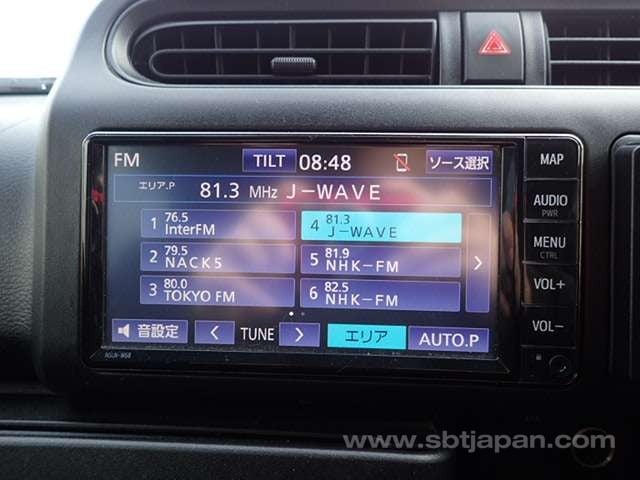 FM TILT 08:48 ソース選択 MAP
エリア.P 81.3 MHz J-WAVE
AUDIO
PWR
1 76.5 InterFM
4 81.3 J-WAVE
2 79.5 NACK5
5 81.9 NHK-FM
MENU
CTRL
3 80.0 TOKYO FM
6 82.5 NHK-FM
VOL+
音設定 < TUNE > エリア AUTO.P
VOL-
NSLN-W68
www.sbtjapan.com